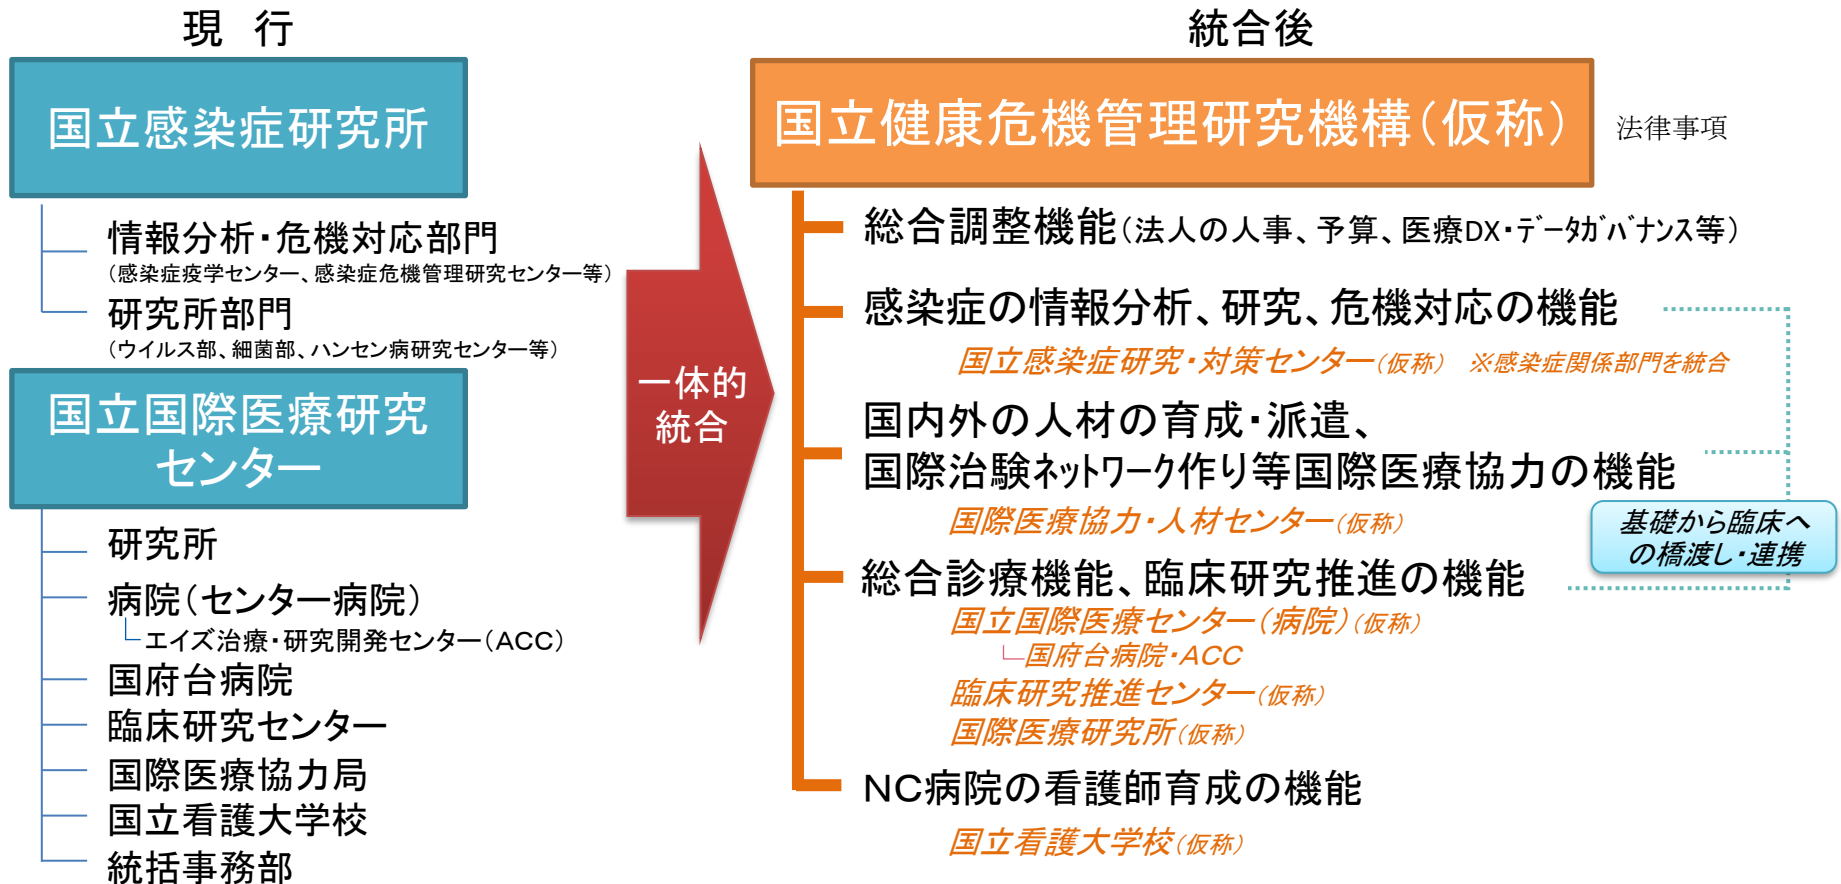 現　行
国立感染症研究所
情報分析・危機対応部門
（感染症疫学センター、感染症危機管理研究センター等）
研究所部門
（ウイルス部、細菌部、ハンセン病研究センター等）
国立国際医療研究
センター
研究所
病院（センター病院）
エイズ治療・研究開発センター（ACC）
国府台病院
臨床研究センター
国際医療協力局
国立看護大学校
統括事務部
一体的
統合
統合後
国立健康危機管理研究機構（仮称）
法律事項
総合調整機能（法人の人事、予算、医療DX・ﾃﾞｰﾀｶﾞﾊﾞﾅﾝｽ等）
感染症の情報分析、研究、危機対応の機能
国立感染症研究・対策センター（仮称）　※感染症関係部門を統合
国内外の人材の育成・派遣、
国際治験ﾈｯﾄﾜｰｸ作り等国際医療協力の機能
国際医療協力・人材センター（仮称）
基礎から臨床へ
の橋渡し・連携
総合診療機能、臨床研究推進の機能
国立国際医療センター（病院）（仮称）
国府台病院・ACC
臨床研究推進センター（仮称）
国際医療研究所（仮称）
NC病院の看護師育成の機能
国立看護大学校（仮称）